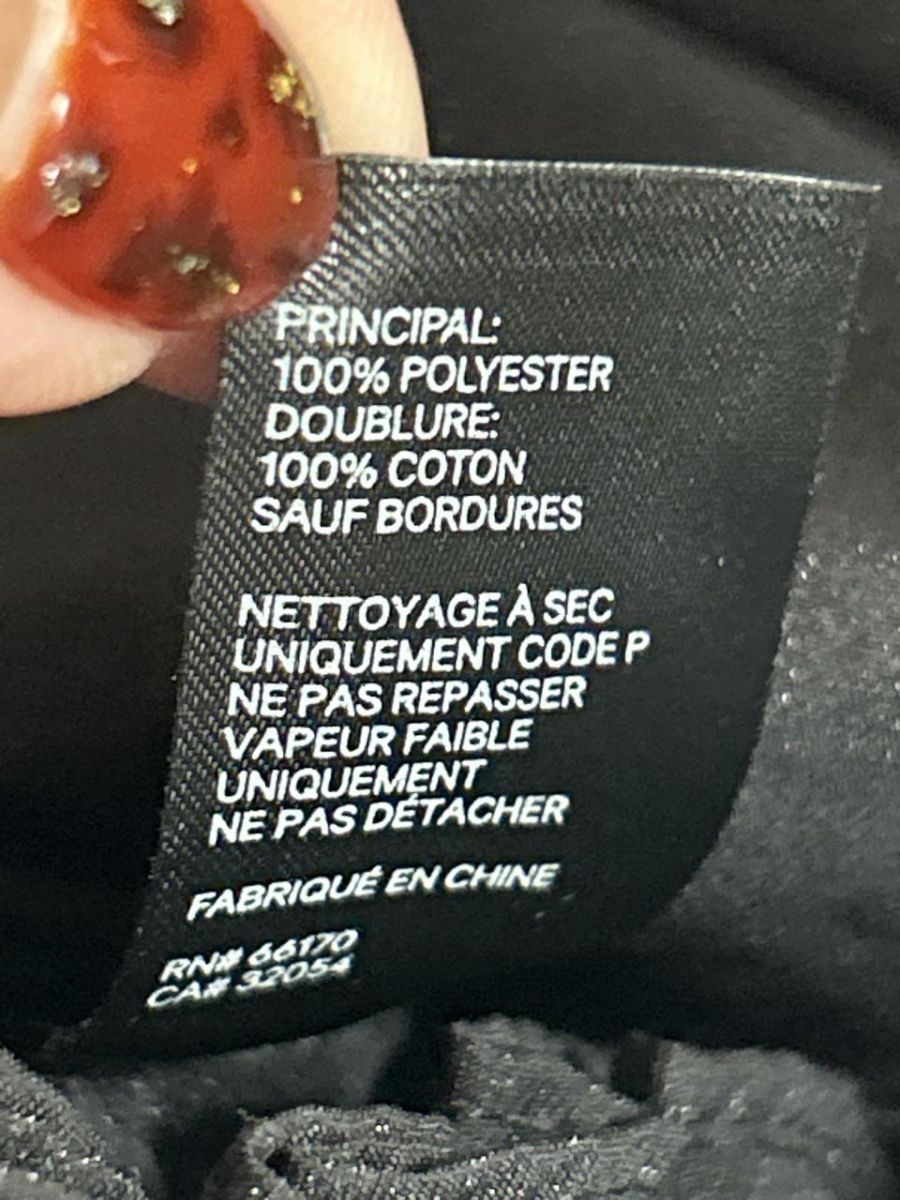 PRINCIPAL:
100% POLYESTER
DOUBLURE:
100% COTON
SAUF BORDURES
NETTOYAGE À SEC
UNIQUEMENT CODE P
NE PAS REPASSER
VAPEUR FAIBLE
UNIQUEMENT
NE PAS DÉTACHER
FABRIQUÉ EN CHINE
RN# 66170
CA# 32054